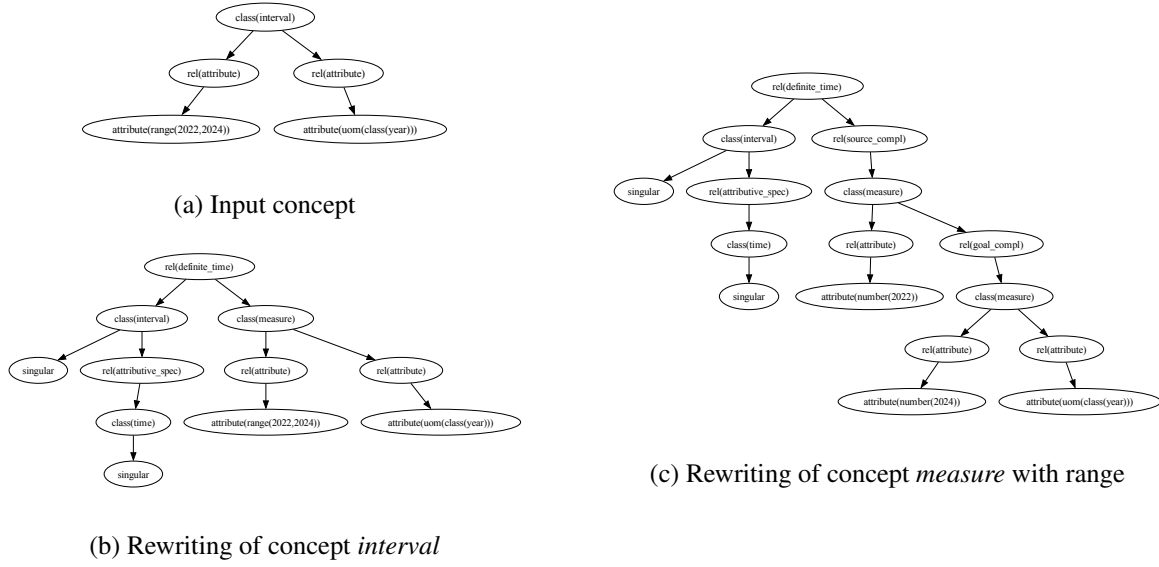 class(interval)
rel(attribute) rel(attribute)
attribute(range(2022,2024)) attribute(uom(class(year)))
(a) Input concept
rel(definite_time)
class(interval) class(measure)
singular rel(attributive_spec) rel(attribute) rel(attribute)
class(time) attribute(range(2022,2024)) attribute(uom(class(year)))
singular
(b) Rewriting of concept interval
rel(definite_time)
class(interval) rel(source_compl)
singular rel(attributive_spec) class(measure)
class(time) rel(attribute) rel(goal_compl)
singular attribute(number(2022)) class(measure)
rel(attribute) rel(attribute)
attribute(number(2024)) attribute(uom(class(year)))
(c) Rewriting of concept measure with range